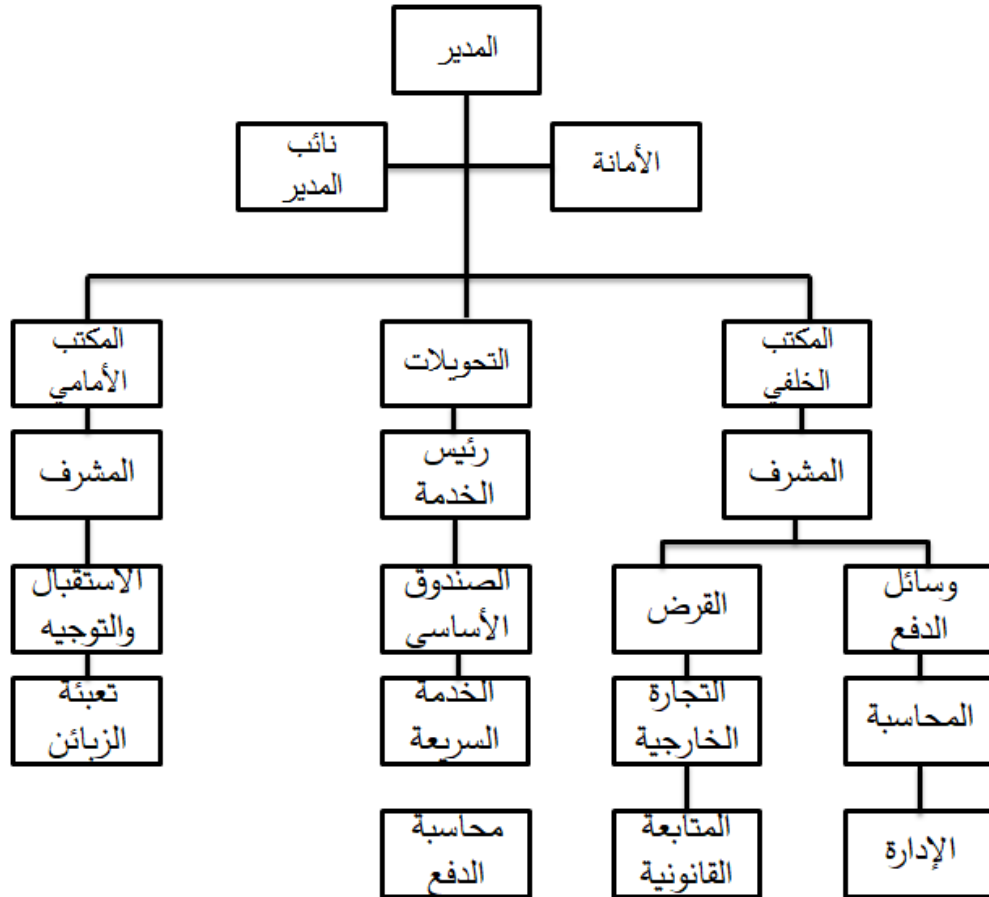 المدير
الأمانة
نائب
المدير
المكتب
الخلفي
التحويلات
المكتب
الأمامي
المشرف
رئيس
الخدمة
المشرف
وسائل
الدفع
القرض
الصندوق
الأساسي
الاستقبال
والتوجيه
المحاسبة
التجارة
الخارجية
الخدمة
السريعة
تعبئة
الزبائن
الإدارة
المتابعة
القانونية
محاسبة
الدفع